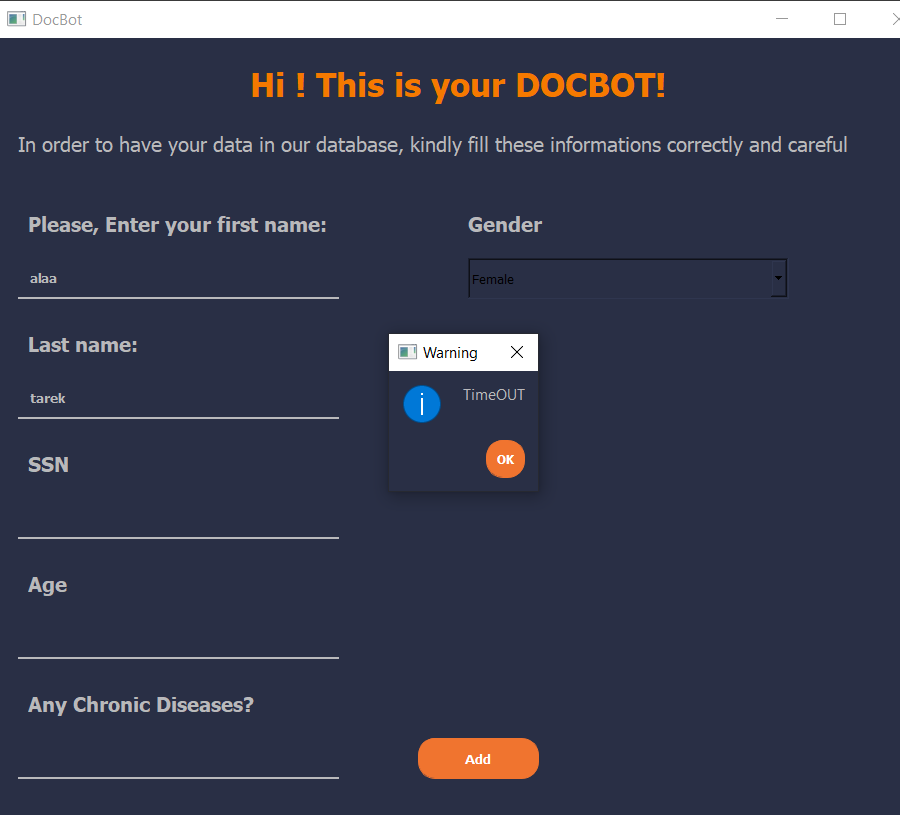 DocBot
Hi ! This is your DOCBOT!
In order to have your data in our database, kindly fill these informations correctly and careful
Please, Enter your first name:
alaa
Gender
Female
Last name:
tarek
Warning
TimeOUT
OK
SSN
Age
Any Chronic Diseases?
Add